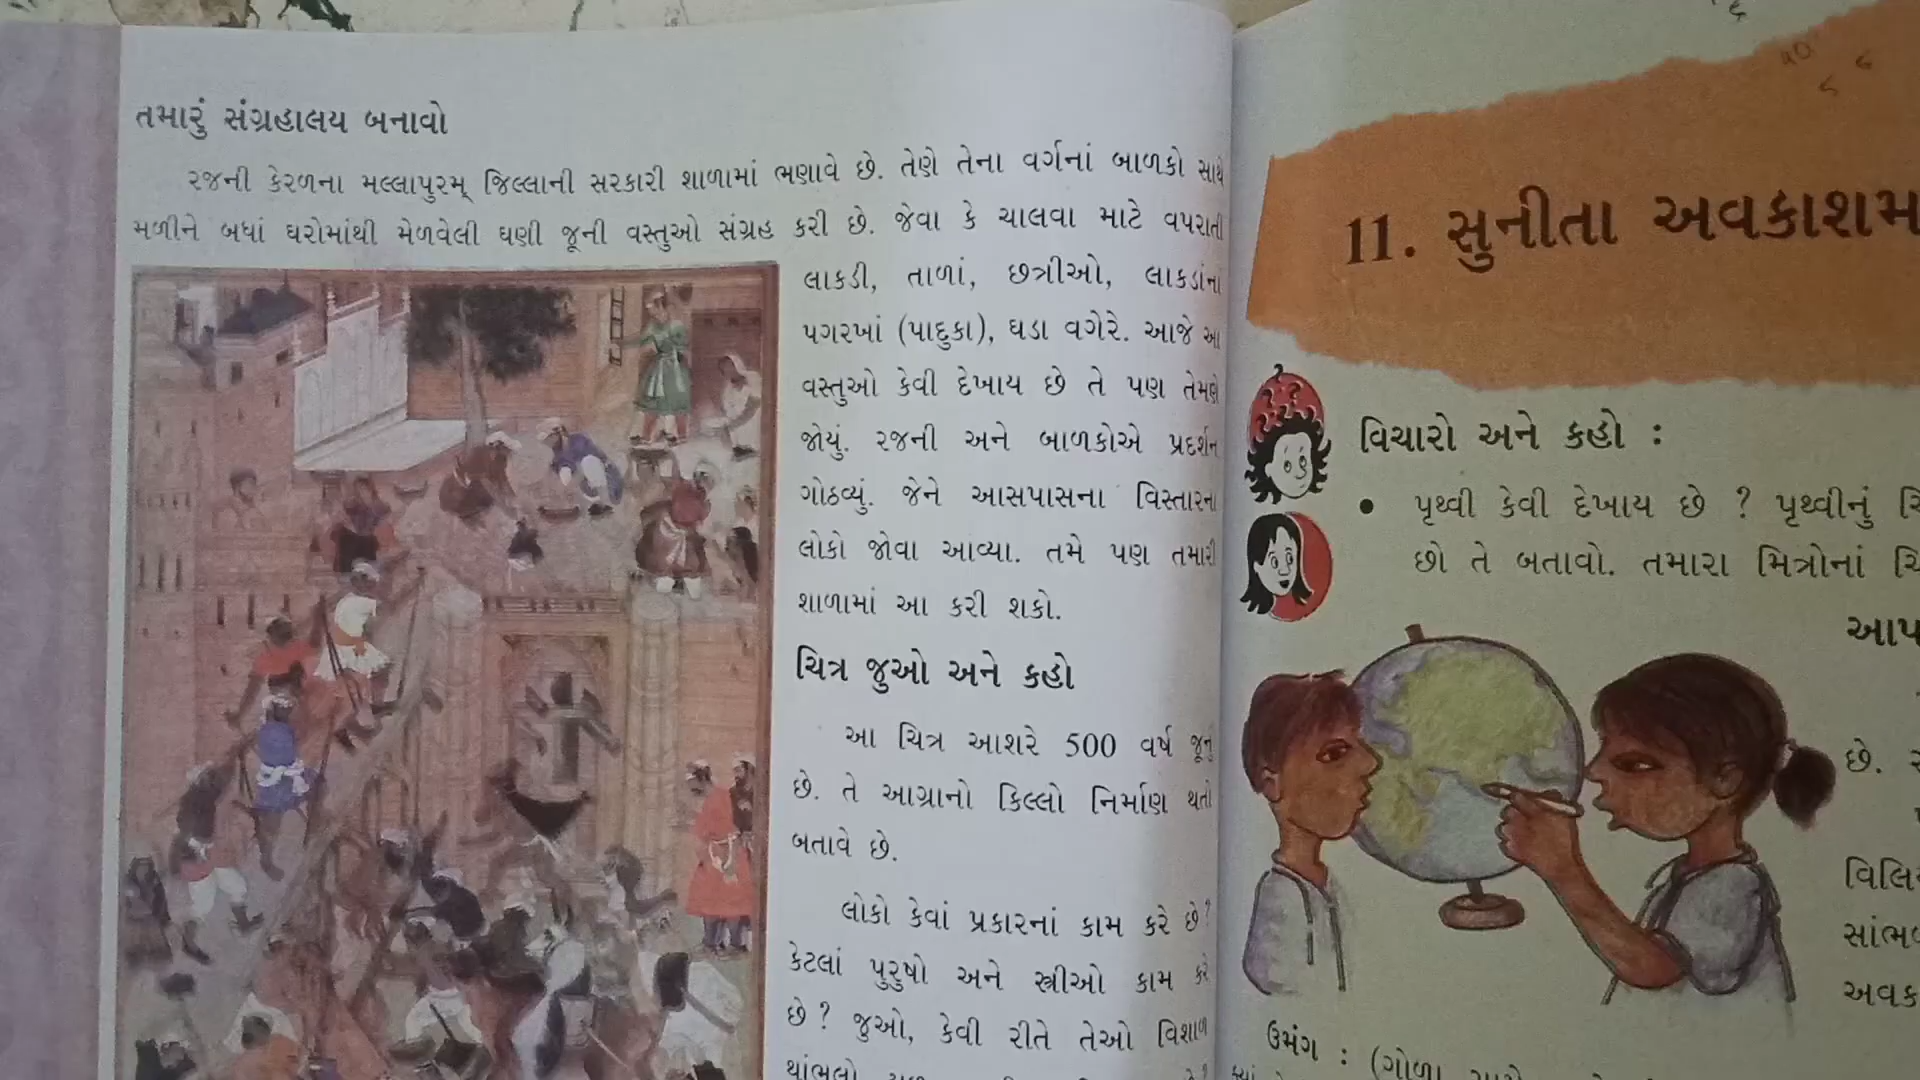 તમારું સંગ્રહાલય બનાવો
રજની કેરળના મલ્લાપુરમ્ જિલ્લાની સરકારી શાળામાં ભણાવે છે. તેણે તેના વર્ગનાં બાળકો સાથે
મળીને બધાં ઘરોમાંથી મેળવેલી ઘણી જૂની વસ્તુઓ સંગ્રહ કરી છે. જેવા કે ચાલવા માટે વપરાતી
લાકડી, તાળાં, છત્રીઓ, લાકડાંનાં
પગરખાં (પાદુકા), ઘડા વગેરે. આજે આ
વસ્તુઓ કેવી દેખાય છે તે પણ તેમણે
જોયું. રજની અને બાળકોએ પ્રદર્શન
ગોઠવ્યું. જેને આસપાસના વિસ્તારના
લોકો જોવા આવ્યા. તમે પણ તમારી
શાળામાં આ કરી શકો.
ચિત્ર જુઓ અને કહો
આ ચિત્ર આશરે 500 વર્ષ જૂનું
છે. તે આગ્રાનો કિલ્લો નિર્માણ થતો
બતાવે છે.
લોકો કેવાં પ્રકારનાં કામ કરે છે?
કેટલાં પુરુષો અને સ્ત્રીઓ કામ કરે
છે? જુઓ, કેવી રીતે તેઓ વિશાળ
થાંભલો
11. સુનીતા અવકાશમ
વિચારો અને કહો :
• પૃથ્વી કેવી દેખાય છે ? પૃથ્વીનું
છો તે બતાવો. તમારા મિત્રોનાં
આપ
છે.
વિલિ
સાંભ
અવક
ઉમંગ : (ગોળા